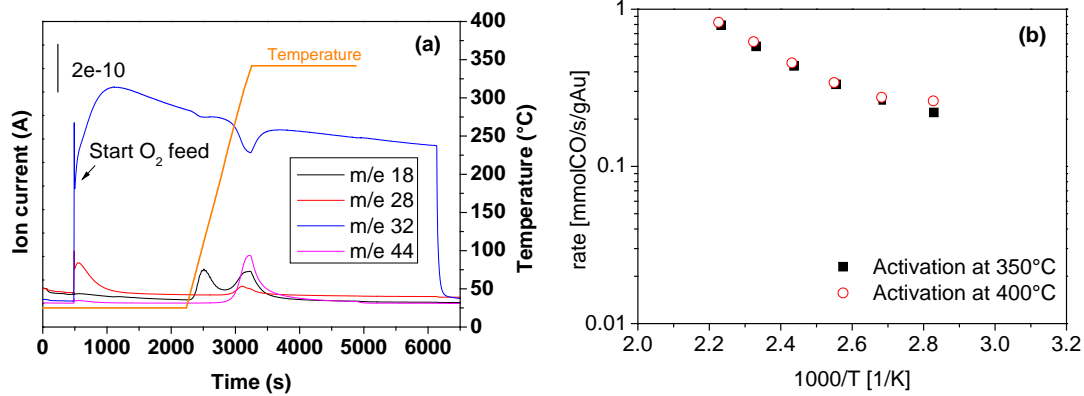 (a)
Temperature
2e-10
Start O2 feed
m/e 18
m/e 28
m/e 32
m/e 44
Ion current (A)
Temperature (°C)
400
350
300
250
200
150
100
75
50
25
0
0 1000 2000 3000 4000 5000 6000
Time (s)
(b)
rate [mmolCO/s/gAu]
1
0.1
0.01
Activation at 350°C
Activation at 400°C
2.0 2.2 2.4 2.6 2.8 3.0 3.2
1000/T [1/K]